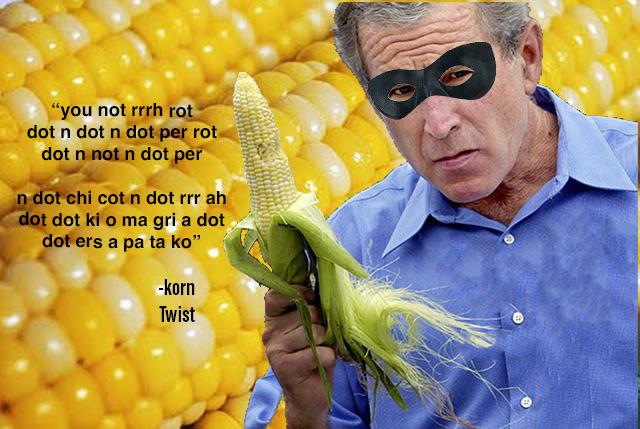 “you not rrrh rot
dot n dot n dot per rot
dot n not n dot per
n dot chi cot n dot rrr ah
dot dot ki o ma gri a dot
dot ers a pa ta ko”
-korn
Twist